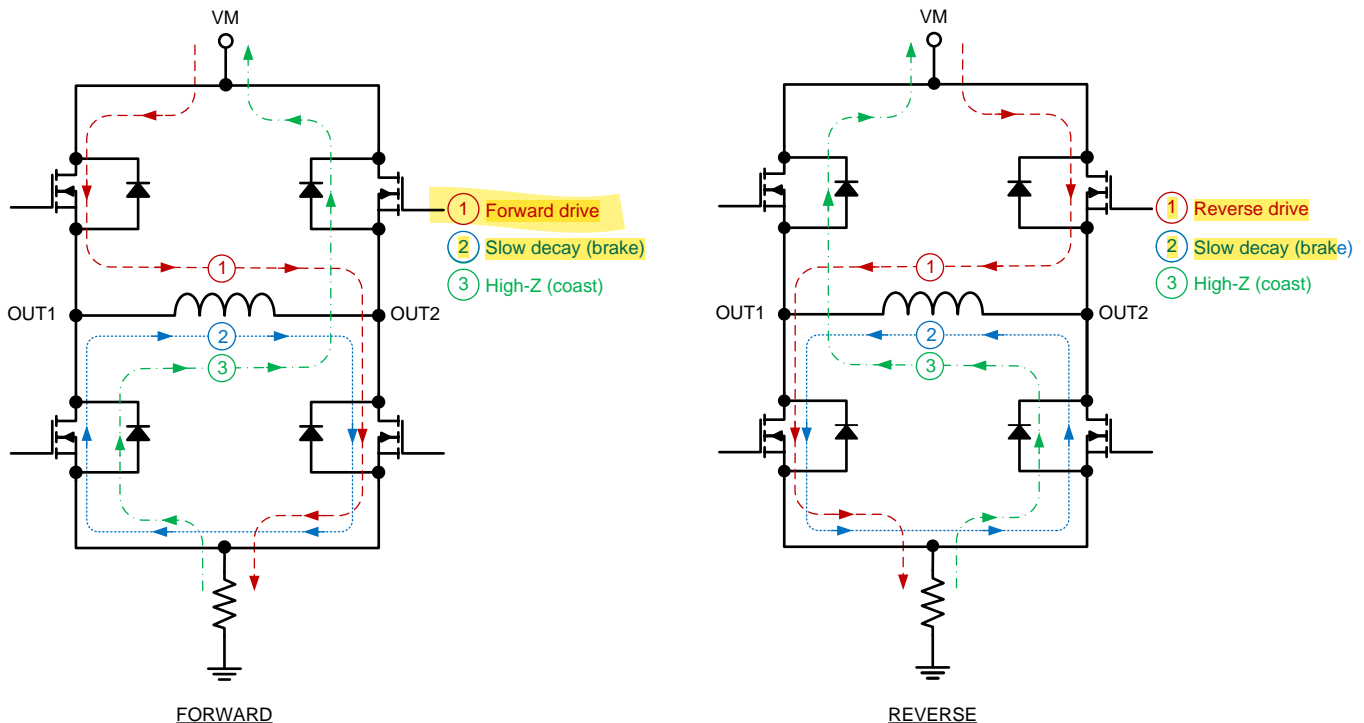 VM
1 Forward drive
2 Slow decay (brake)
3 High-Z (coast)
1
OUT1
OUT2
2
3
FORWARD
VM
1 Reverse drive
2 Slow decay (brake)
3 High-Z (coast)
1
OUT1
OUT2
2
3
REVERSE